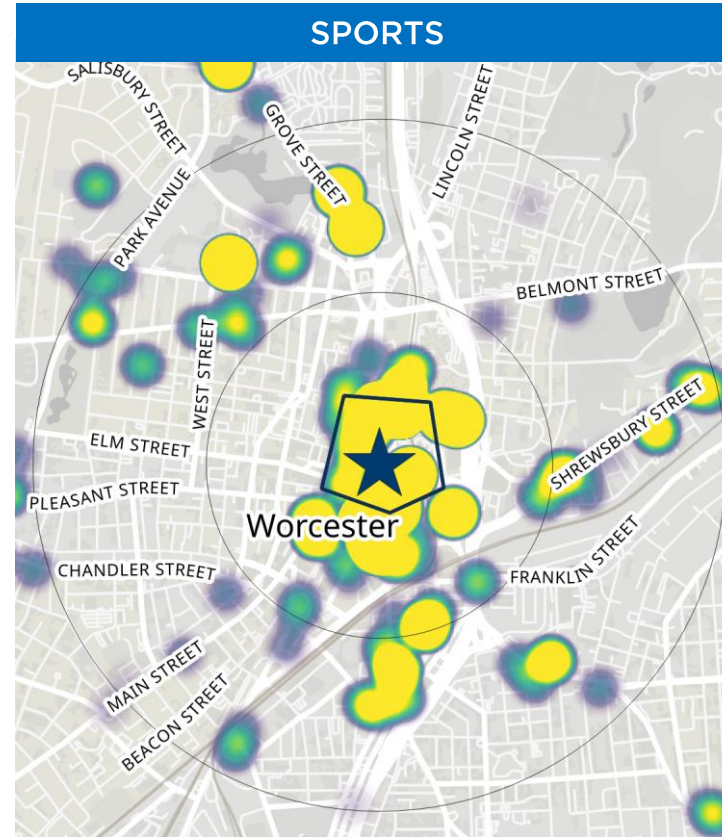 SPORTS
SALISBURY STREET
GROVE STREET
LINCOLN STREET
PARK AVENUE
BELMONT STREET
WEST STREET
SHREWSBURY STREET
ELM STREET
PLEASANT STREET
Worcester
CHANDLER STREET
FRANKLIN STREET
MAIN STREET
BEACON STREET